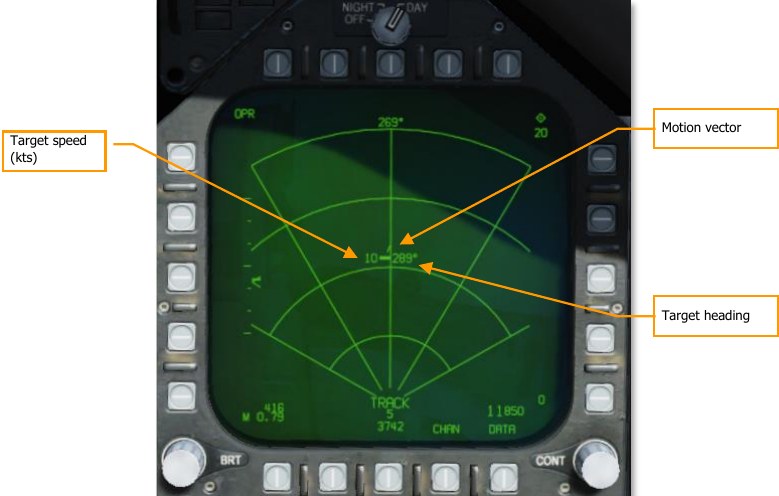 NIGHT
DAY
OFF
OPR
269°
20
Target speed
(kts)
Motion vector
10
289°
Target heading
TRACK
0
416
M 0.79
5
11850
3742
CHAN
DATA
BRT
CONT